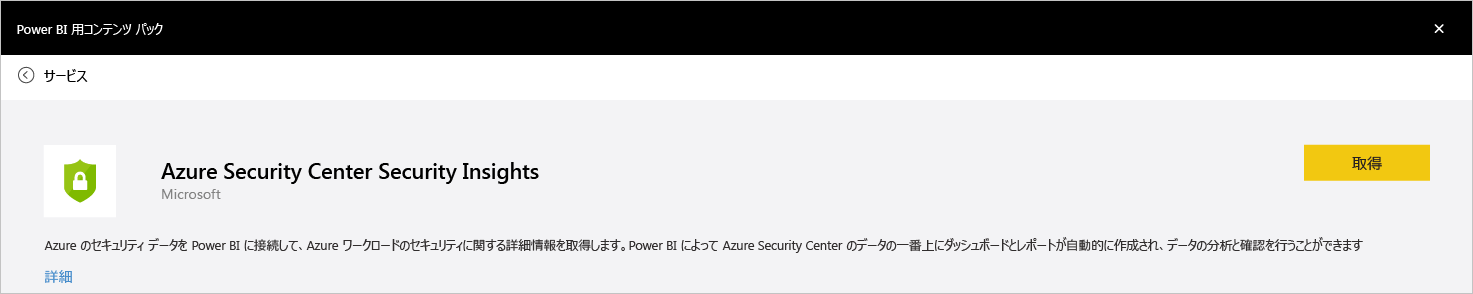 Power BI 用コンテンツ パック
サービス
Azure Security Center Security Insights
取得
Microsoft
Azure のセキュリティ データを Power BI に接続して、Azure ワークロードのセキュリティに関する詳細情報を取得します。Power BI によって Azure Security Center のデータの一番上にダッシュボードとレポートが自動的に作成され、データの分析と確認を行うことができます
詳細